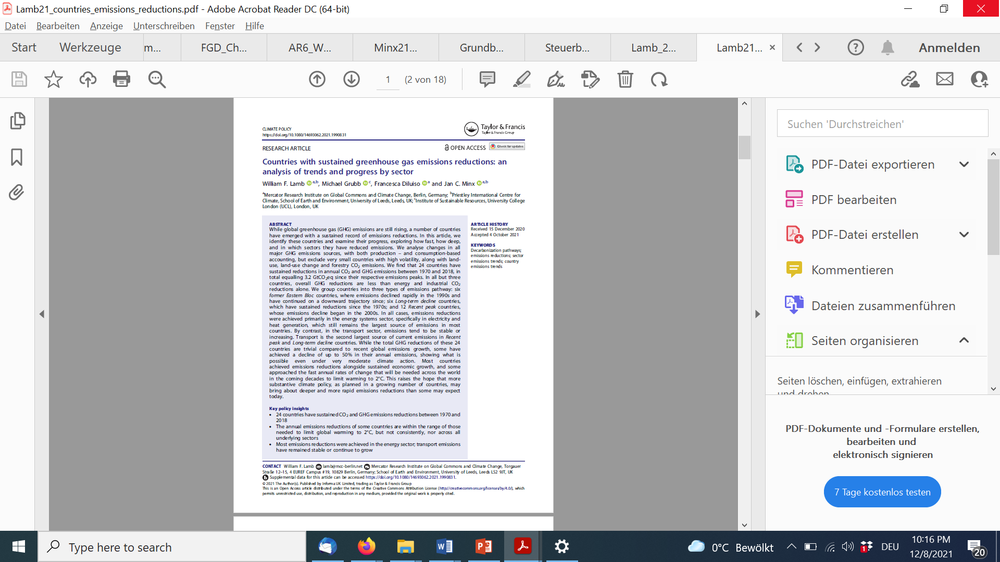 Lamb21_countries_emissions_reductions.pdf - Adobe Acrobat Reader DC (64-bit)
Datei Bearbeiten Anzeige Unterschreiben Fenster Hilfe
Start Werkzeuge m... FGD_Ch... AR6_W... Minx21... Grundb... Steuerb... Lamb_2... Lamb21... Anmelden
1 (2 von 18)
CLIMATE POLICY
https://doi.org/10.1080/14693062.2021.1990831
Taylor & Francis
Taylor & Francis Group
RESEARCH ARTICLE
OPEN ACCESS Check for updates
Countries with sustained greenhouse gas emissions reductions: an
analysis of trends and progress by sector
William F. Lamb a,b, Michael Grubb c, Francesca Diluiso a and Jan C. Minx a,b
aMercator Research Institute on Global Commons and Climate Change, Berlin, Germany; bPriestley International Centre for
Climate, School of Earth and Environment, University of Leeds, Leeds, UK; cInstitute of Sustainable Resources, University College
London (UCL), London, UK
ABSTRACT
While global greenhouse gas (GHG) emissions are still rising, a number of countries
have emerged with a sustained record of emissions reductions. In this article, we
identify these countries and examine their progress, exploring how fast, how deep,
and in which sectors they have reduced emissions. We analyse changes in all
major GHG emissions sources, with both production – and consumption-based
accounting, but exclude very small countries with high volatility, along with land-
use, land-use change and forestry CO2 emissions. We find that 24 countries have
sustained reductions in annual CO2 and GHG emissions between 1970 and 2018, in
total equalling 3.2 GtCO2eq since their respective emissions peaks. In all but three
countries, overall GHG reductions are less than energy and industrial CO2
reductions alone. We group countries into three types of emissions pathway: six
former Eastern Bloc countries, where emissions declined rapidly in the 1990s and
have continued on a downward trajectory since; six Long-term decline countries,
which have sustained reductions since the 1970s; and 12 Recent peak countries,
whose emissions decline began in the 2000s. In all cases, emissions reductions
were achieved primarily in the energy systems sector, specifically in electricity and
heat generation, which still remains the largest source of emissions in most
countries. By contrast, in the transport sector, emissions tend to be stable or
increasing. Transport is the second largest source of current emissions in Recent
peak and Long-term decline countries. While the total GHG reductions of these 24
countries are trivial compared to recent global emissions growth, some have
achieved a decline of up to 50% in their annual emissions, showing what is
possible even under very moderate climate action. Most countries
achieved emissions reductions alongside sustained economic growth, and some
approached the fast annual rates of change that will be needed across the world
in the coming decades to limit warming to 2°C. This raises the hope that more
substantive climate policy, as planned in a growing number of countries, may
bring about deeper and more rapid emissions reductions than some may expect
today.
Key policy insights
• 24 countries have sustained CO2 and GHG emissions reductions between 1970 and
2018
• The annual emissions reductions of some countries are within the range of those
needed to limit global warming to 2°C, but not consistently, nor across all
underlying sectors
• Most emissions reductions were achieved in the energy sector; transport emissions
have remained stable or continue to grow
ARTICLE HISTORY
Received 15 December 2020
Accepted 4 October 2021
KEYWORDS
Decarbonization pathways;
emissions reductions; sector
emissions trends; country
emissions trends
CONTACT William F. Lamb lamb@mcc-berlin.net Mercator Research Institute on Global Commons and Climate Change, Torgauer
Straße 12–15, 4 EUREF Campus #19, 10829 Berlin, Germany; School of Earth and Environment, University of Leeds, Leeds LS2 9JT, UK
Supplemental data for this article can be accessed https://doi.org/10.1080/14693062.2021.1990831.
© 2021 The Author(s). Published by Informa UK Limited, trading as Taylor & Francis Group
This is an Open Access article distributed under the terms of the Creative Commons Attribution License (http://creativecommons.org/licenses/by/4.0/), which
permits unrestricted use, distribution, and reproduction in any medium, provided the original work is properly cited.
Suchen 'Durchstreichen'
PDF-Datei exportieren
PDF bearbeiten
PDF-Datei erstellen
Kommentieren
Dateien zusammenführen
Seiten organisieren
Seiten löschen, einfügen, extrahieren
und drehen
PDF-Dokumente und -Formulare erstellen,
bearbeiten und
elektronisch signieren
7 Tage kostenlos testen
Type here to search
0°C Bewölkt
1
DEU
10:16 PM
12/8/2021
20